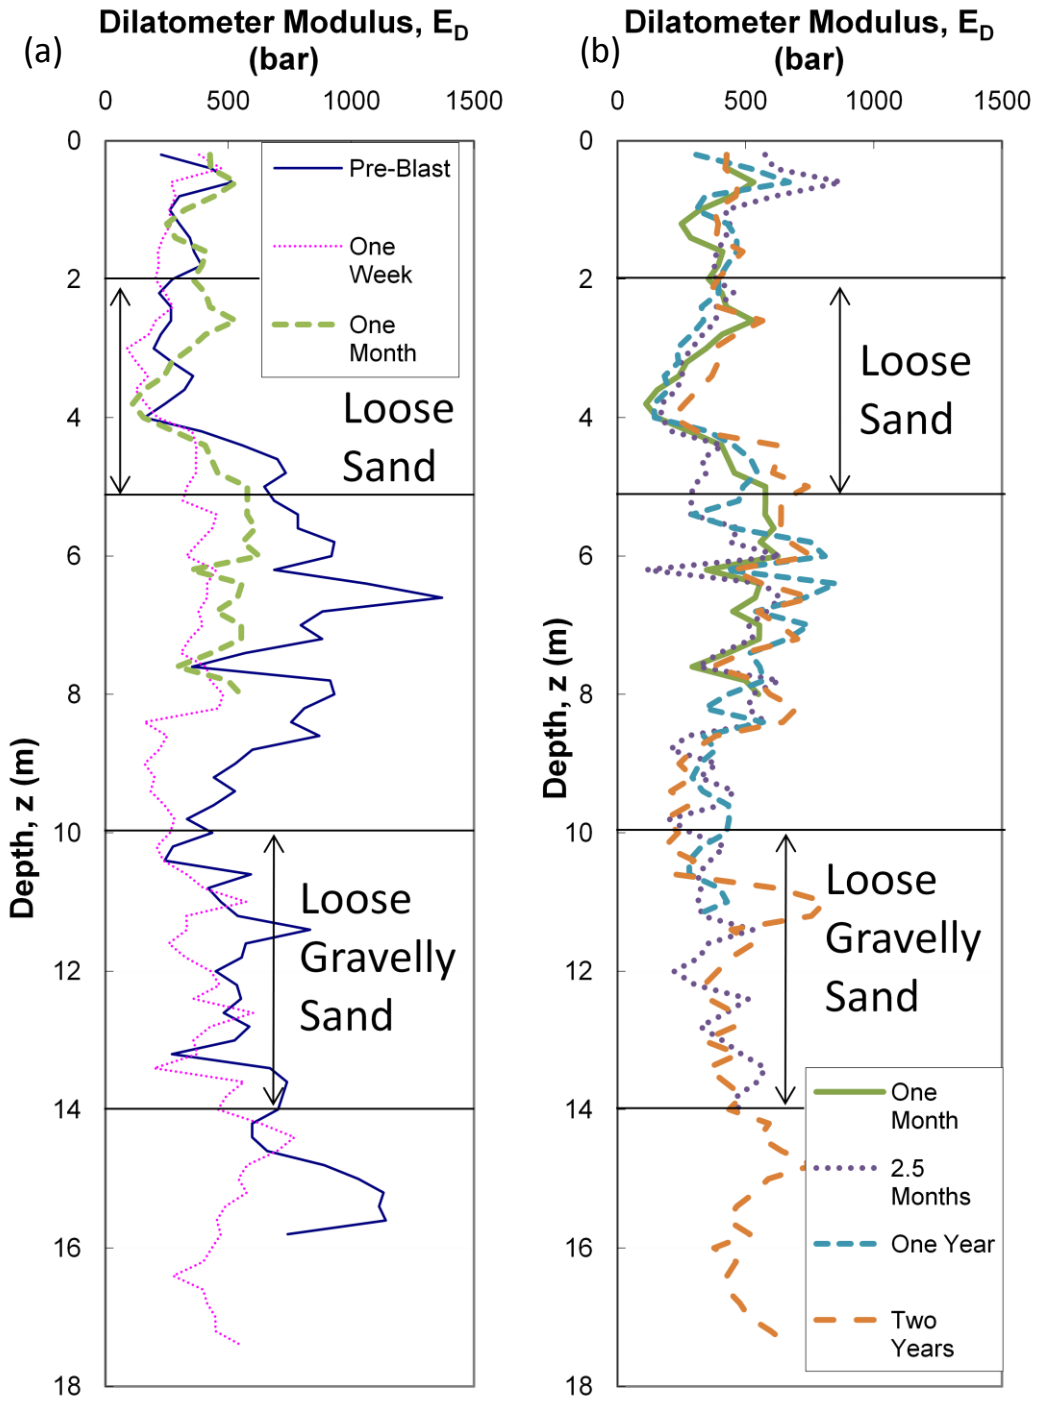 (a)
Dilatometer Modulus, E_D
(bar)
0 500 1000 1500
0
2
4
6
8
10
12
14
16
18
Depth, z (m)
Pre-Blast
One
Week
One
Month
Loose
Sand
Loose
Gravelly
Sand
(b)
Dilatometer Modulus, E_D
(bar)
0 500 1000 1500
0
2
4
6
8
10
12
14
16
18
Depth, z (m)
Loose
Sand
Loose
Gravelly
Sand
One
Month
2.5
Months
One Year
Two
Years